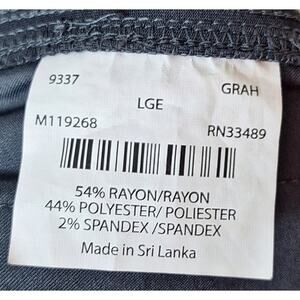 9337 GRAH
LGE
M119268 RN33489
54% RAYON/RAYON
44% POLYESTER/ POLIESTER
2% SPANDEX /SPANDEX
Made in Sri Lanka